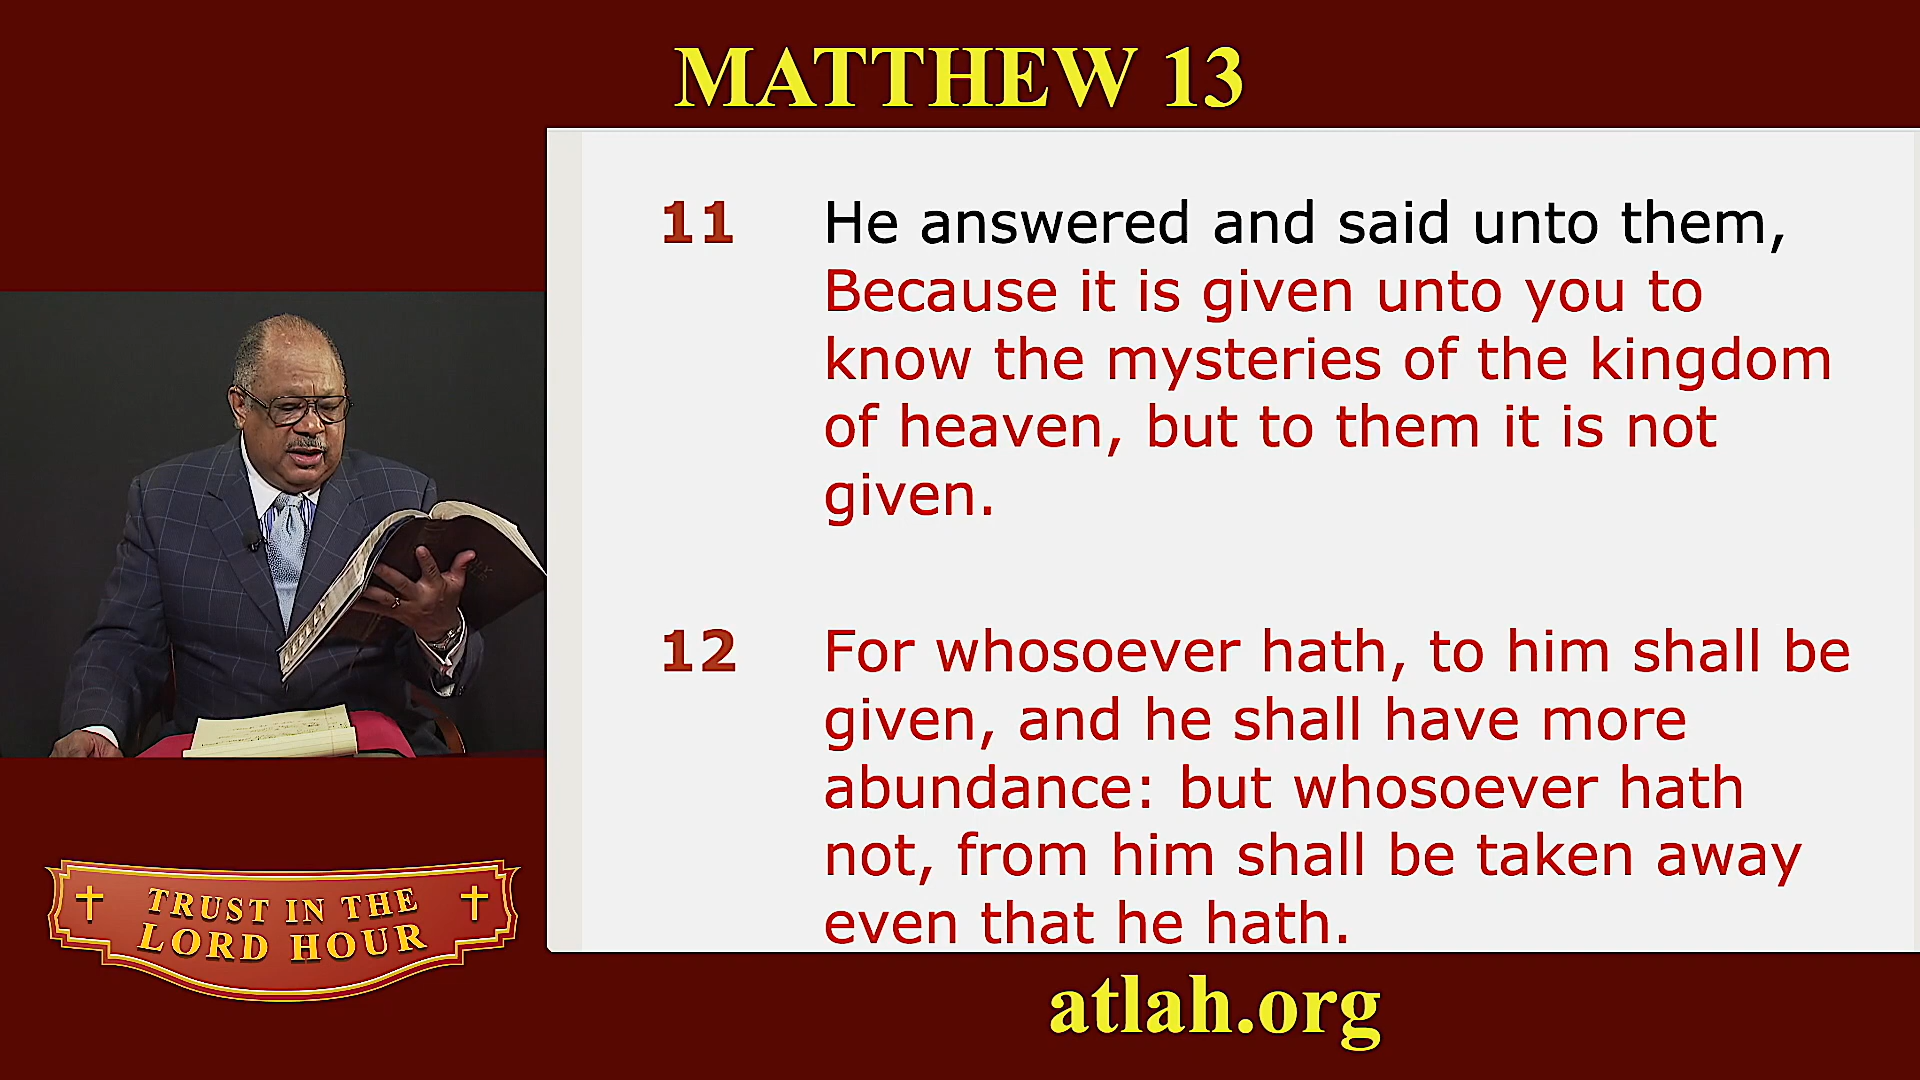 MATTHEW 13
11 He answered and said unto them,
Because it is given unto you to
know the mysteries of the kingdom
of heaven, but to them it is not
given.
12 For whosoever hath, to him shall be
given, and he shall have more
abundance: but whosoever hath
not, from him shall be taken away
even that he hath.
TRUST IN THE
LORD HOUR
atlah.org